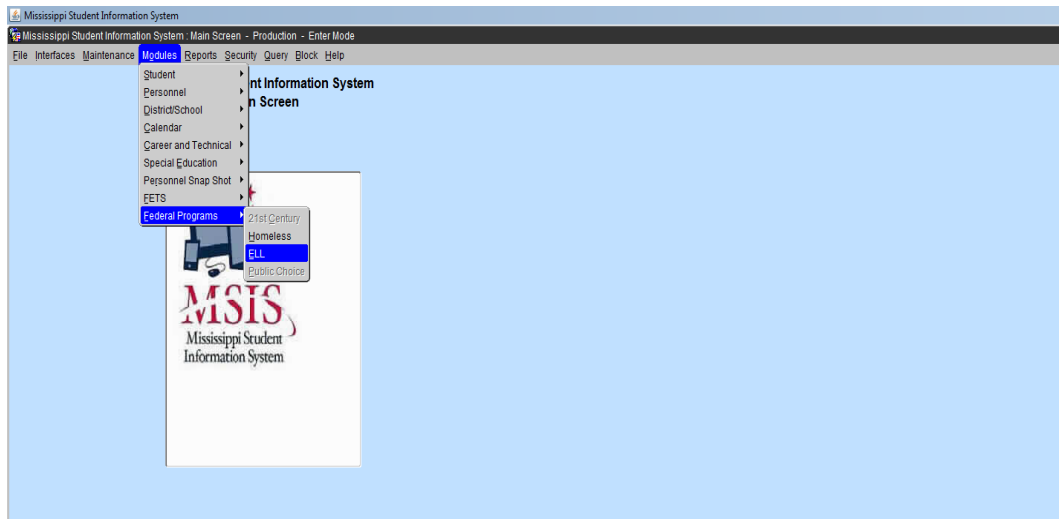 Mississippi Student Information System
Mississippi Student Information System : Main Screen - Production - Enter Mode
File Interfaces Maintenance Modules Reports Security Query Block Help
nt Information System
n Screen
Student
Personnel
District/School
Calendar
Career and Technical
Special Education
Personnel Snap Shot
FETS
Federal Programs
21st Century
Homeless
ELL
Public Choice
MSIS
Mississippi Student
Information System